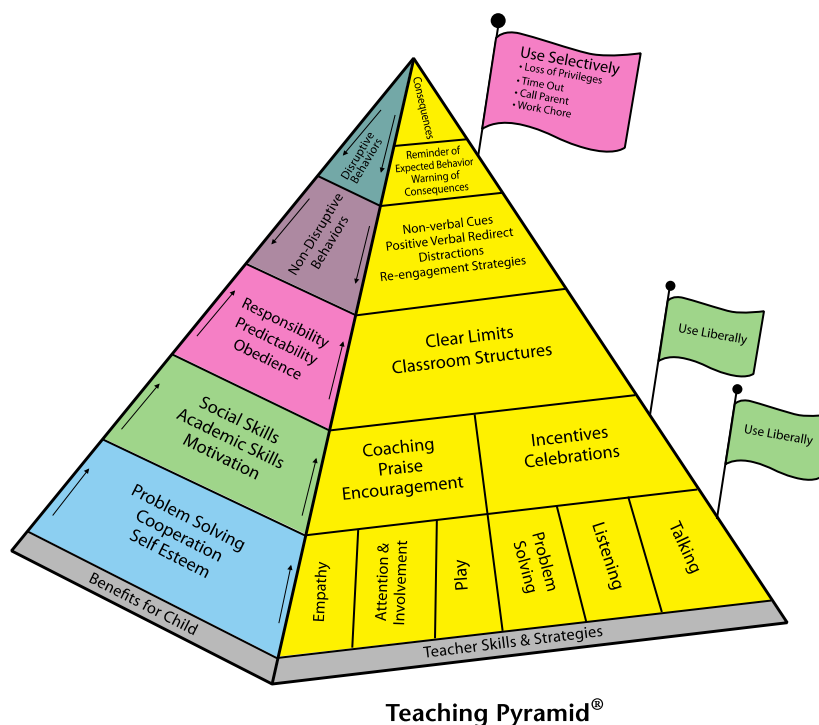 Use Selectively
• Loss of Privileges
• Time Out
• Call Parent
• Work Chore
Consequences
Disruptive
Behaviors
Reminder of
Expected Behavior
Warning of
Consequences
Non-Disruptive
Behaviors
Non-verbal Cues
Positive Verbal Redirect
Distractions
Re-engagement Strategies
Responsibility
Predictability
Obedience
Clear Limits
Classroom Structures
Use Liberally
Social Skills
Academic Skills
Motivation
Coaching
Praise
Encouragement
Incentives
Celebrations
Use Liberally
Problem Solving
Cooperation
Self Esteem
Empathy
Attention &
Involvement
Play
Problem
Solving
Listening
Talking
Benefits for Child
Teacher Skills & Strategies
Teaching Pyramid®